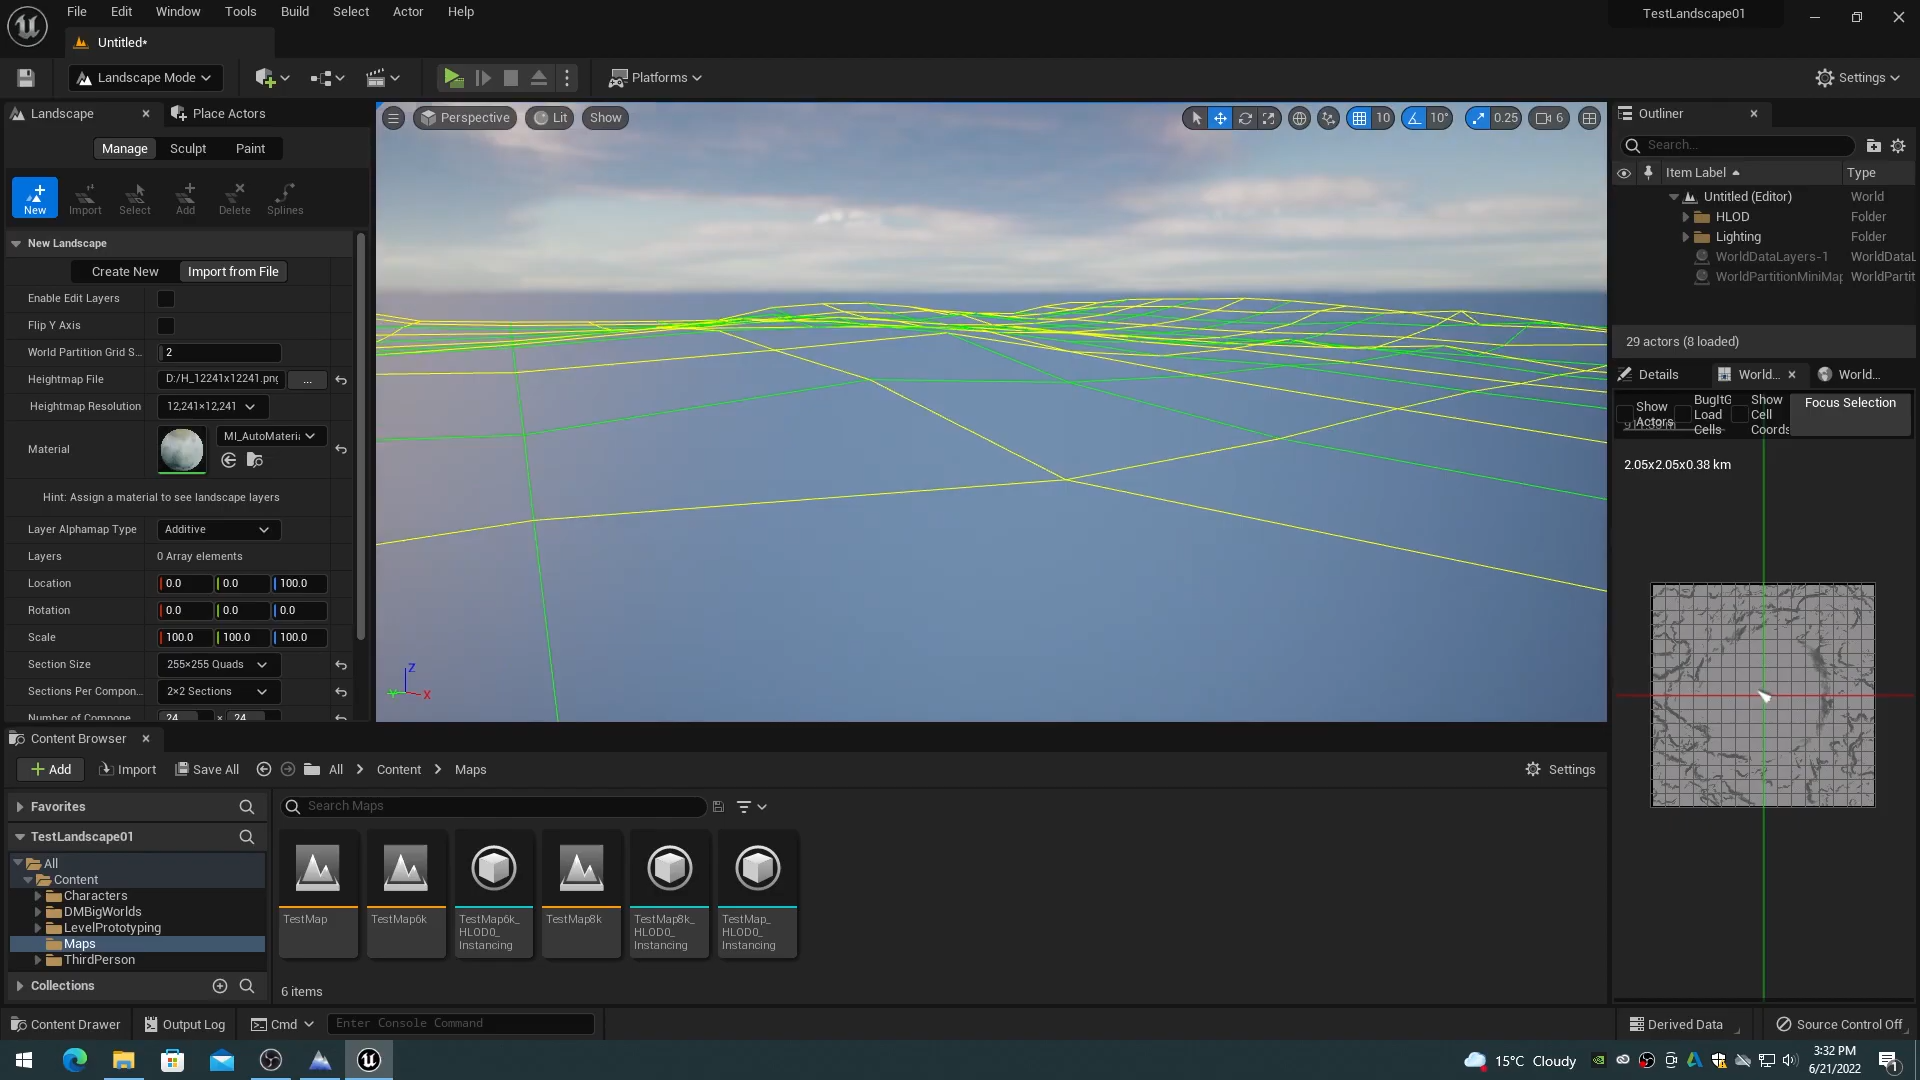 File Edit Window Tools Build Select Actor Help
TestLandscape01
Untitled*
Landscape Mode
Platforms
Settings
Landscape
Place Actors
Manage Sculpt Paint
New Import Select Add Delete Splines
New Landscape
Create New Import from File
Enable Edit Layers
Flip Y Axis
World Partition Grid S... 2
Heightmap File D:/H_12241x12241.png ...
Heightmap Resolution 12,241×12,241
Material MI_AutoMateri
Hint: Assign a material to see landscape layers
Layer Alphamap Type Additive
Layers 0 Array elements
Location 0.0 0.0 100.0
Rotation 0.0 0.0 0.0
Scale 100.0 100.0 100.0
Section Size 255×255 Quads
Sections Per Compon... 2×2 Sections
Number of Compone 24 × 24
Perspective Lit Show
10 10° 0.25 6
Z
Y X
Outliner
Search...
Item Label Type
Untitled (Editor) World
HLOD Folder
Lighting Folder
WorldDataLayers-1 WorldDataL
WorldPartitionMiniMap WorldPartit
29 actors (8 loaded)
Details World... World...
Show Actors
BugItG Load Cells
Show Cell Coords
Focus Selection
2.05x2.05x0.38 km
Content Browser
Add Import Save All All Content Maps
Settings
Favorites
TestLandscape01
All
Content
Characters
DMBigWorlds
LevelPrototyping
Maps
ThirdPerson
Collections
Search Maps
TestMap
TestMap6k
TestMap6k_
HLOD0_
Instancing
TestMap8k
TestMap8k_
HLOD0_
Instancing
TestMap_
HLOD0_
Instancing
6 items
Content Drawer Output Log Cmd Enter Console Command
Derived Data Source Control Off
15°C Cloudy
3:32 PM
6/21/2022
1